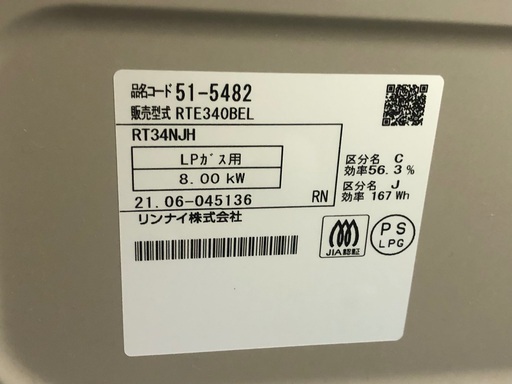 品名コード 51-5482
販売型式 RTE340BEL
RT34NJH
LPガス用
8.00 kW
21.06-045136 RN
リンナイ株式会社
区分名 C
効率56.3 %
区分名 J
効率 167 Wh
JIA認証
PS
LPG